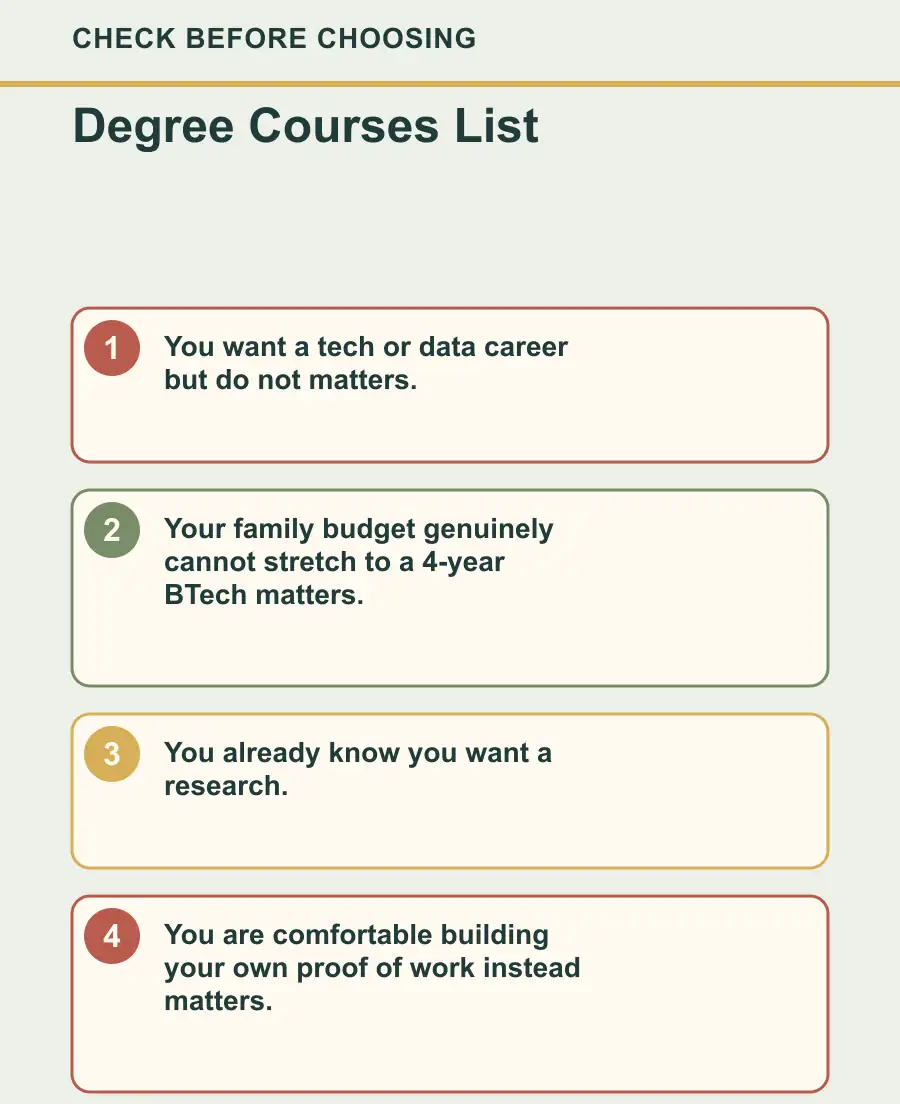 CHECK BEFORE CHOOSING
Degree Courses List
1
You want a tech or data career
but do not matters.
2
Your family budget genuinely
cannot stretch to a 4-year
BTech matters.
3
You already know you want a
research.
4
You are comfortable building
your own proof of work instead
matters.